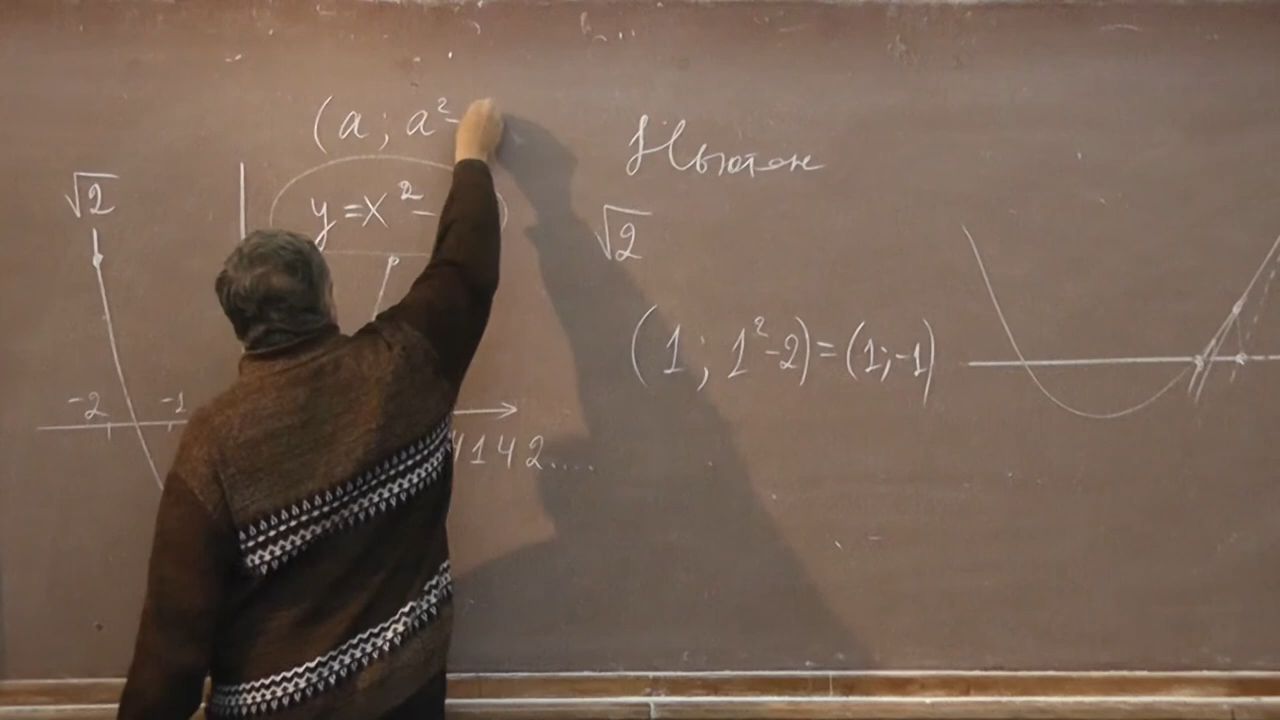 (a; a²-
Ньютон
√2
y=x²-
√2
(1; 1²-2)=(1;-1)
-2 -1
4142....